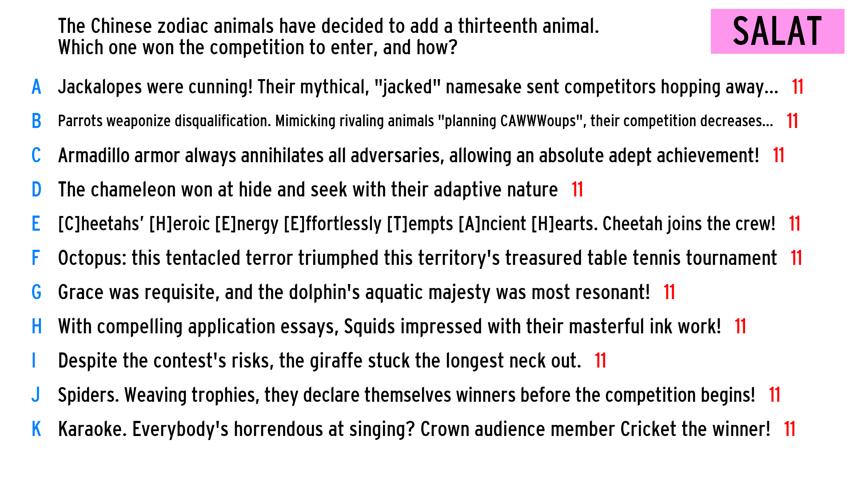 The Chinese zodiac animals have decided to add a thirteenth animal.
Which one won the competition to enter, and how?
SALAT
A Jackalopes were cunning! Their mythical, "jacked" namesake sent competitors hopping away... 11
B Parrots weaponize disqualification. Mimicking rivaling animals "planning CAWWWoups", their competition decreases... 11
C Armadillo armor always annihilates all adversaries, allowing an absolute adept achievement! 11
D The chameleon won at hide and seek with their adaptive nature 11
E [C]heetahs' [H]eroic [E]nergy [E]ffortlessly [T]empts [A]ncient [H]earts. Cheetah joins the crew! 11
F Octopus: this tentacled terror triumphed this territory's treasured table tennis tournament 11
G Grace was requisite, and the dolphin's aquatic majesty was most resonant! 11
H With compelling application essays, Squids impressed with their masterful ink work! 11
I Despite the contest's risks, the giraffe stuck the longest neck out. 11
J Spiders. Weaving trophies, they declare themselves winners before the competition begins! 11
K Karaoke. Everybody's horrendous at singing? Crown audience member Cricket the winner! 11